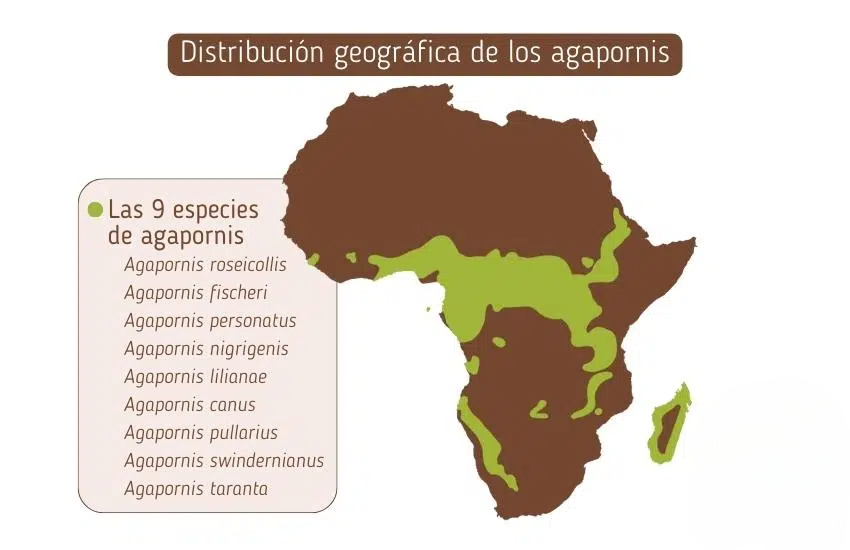 Distribución geográfica de los agapornis
Las 9 especies
de agapornis
Agapornis roseicollis
Agapornis fischeri
Agapornis personatus
Agapornis nigrigenis
Agapornis lilianae
Agapornis canus
Agapornis pullarius
Agapornis swindernianus
Agapornis taranta